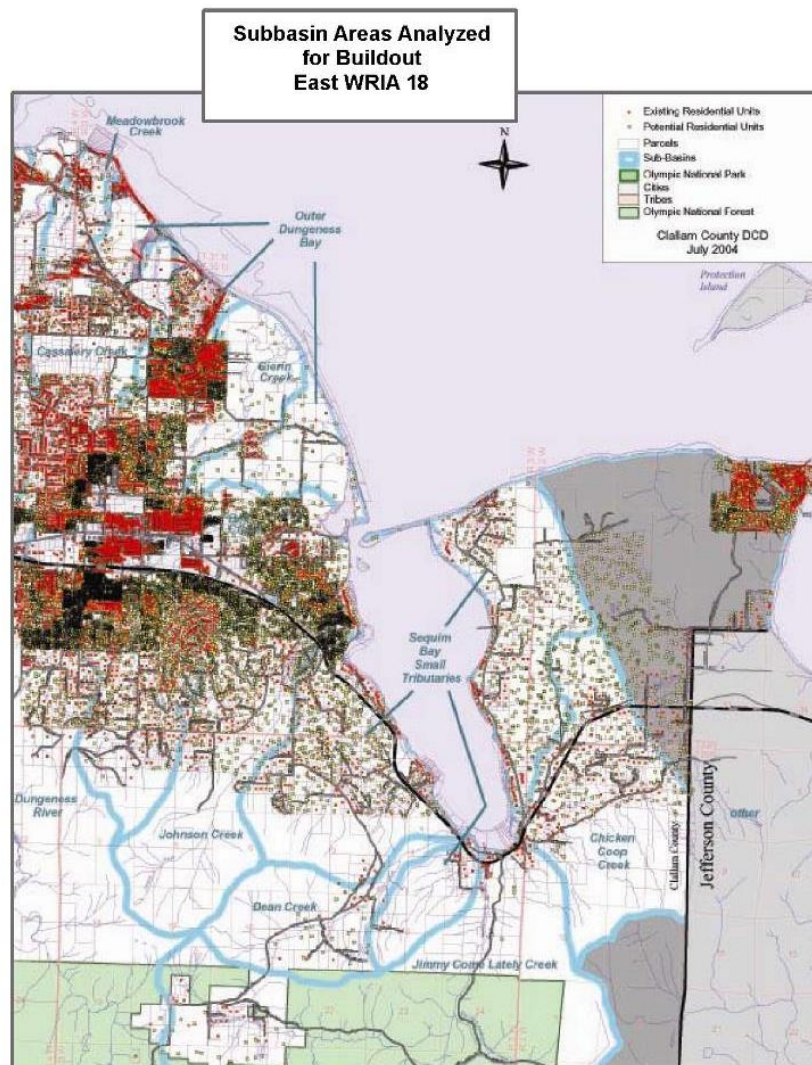 Subbasin Areas Analyzed
for Buildout
East WRIA 18
Meadowbrook
Creek
N
Existing Residential Units
Potential Residential Units
Parcels
Sub-Basins
Olympic National Park
Cities
Tribes
Olympic National Forest
Clallam County DCD
July 2004
Outer
Dungeness
Bay
Protection
Island
Cassalery Creek
Gierin
Creek
Sequim
Bay
Small
Tributaries
Dungeness
River
Johnson Creek
Chicken
Coop
Creek
Clallam County
Jefferson County
other
Dean Creek
Jimmy Come Lately Creek